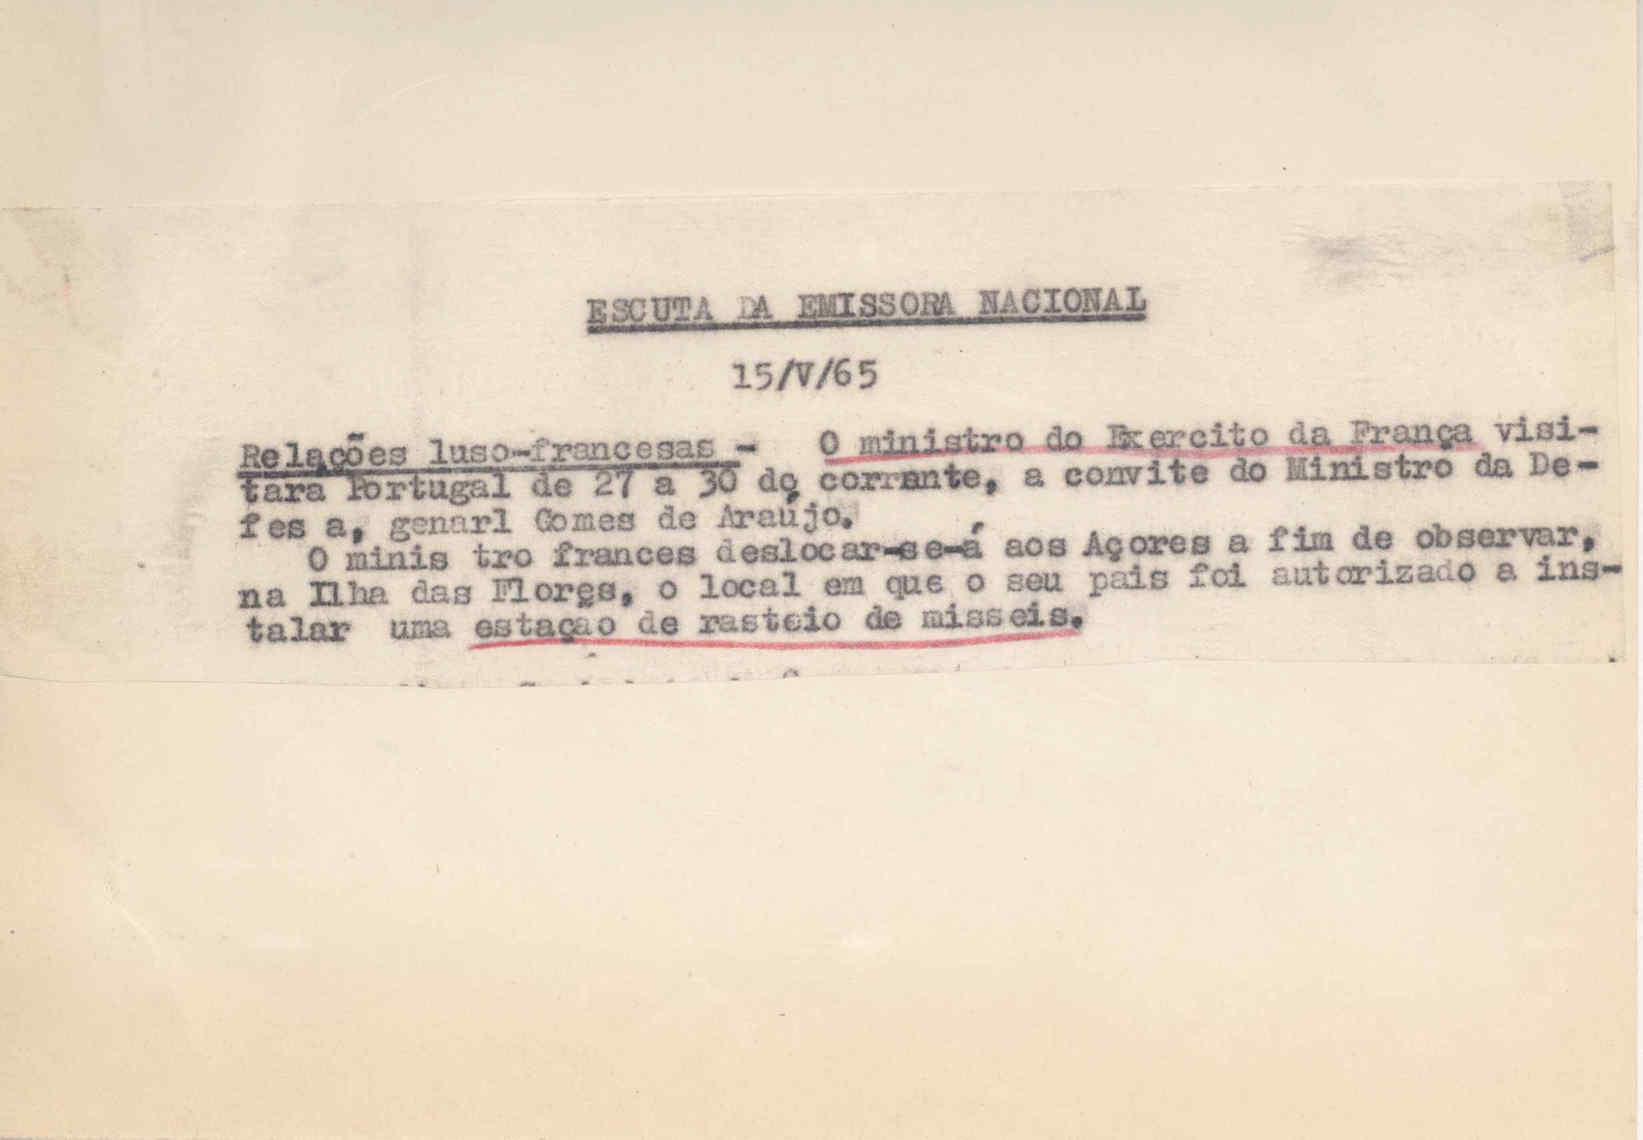 ESCUTA DA EMISSORA NACIONAL
15/V/65
Relações luso-francesas - O ministro do Exercito da França visi-
tara Portugal de 27 a 30 do corrante, a convite do Ministro da De-
fes a, genarl Gomes de Araújo.
O minis tro frances deslocar-se-á aos Açores a fim de observar,
na Ilha das Flores, o local em que o seu pais foi autorizado a ins-
talar uma estação de rasteio de misseis.